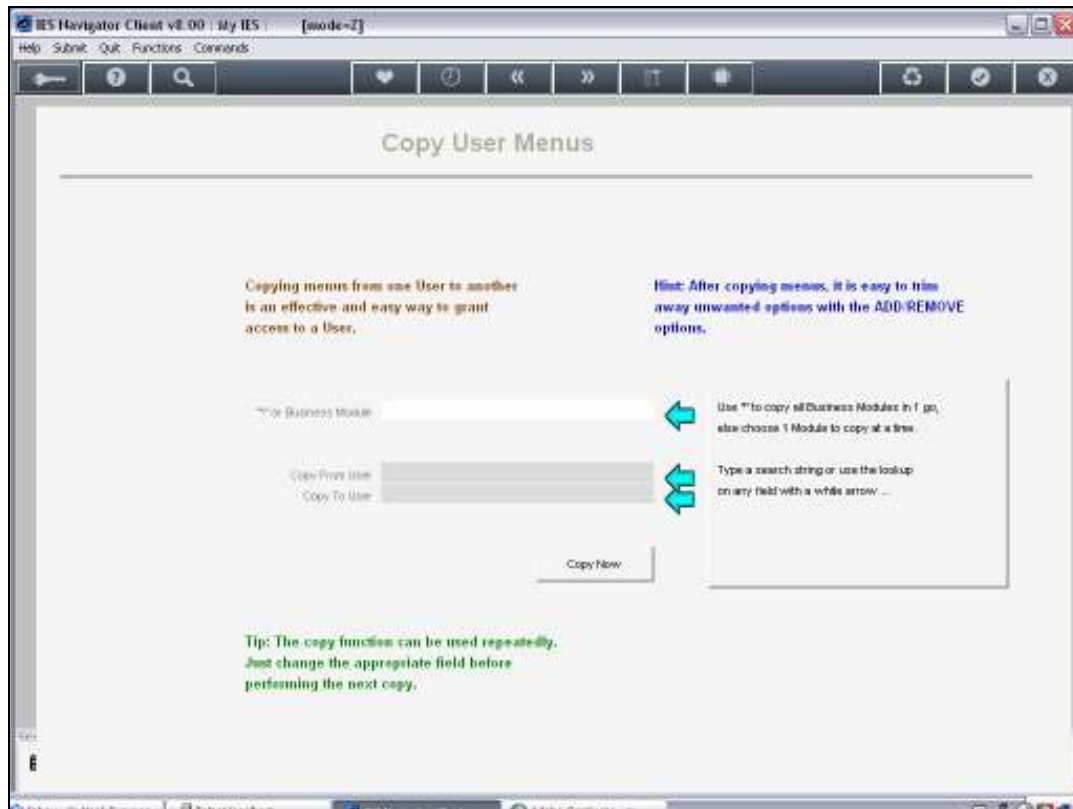 IES Navigator Client v8.00 : My IES : [mode=Z]
Help Submit Quit Functions Commands
Copy User Menus
Copying menus from one User to another
is an effective and easy way to grant
access to a User.
Hint: After copying menus, it is easy to trim
away unwanted options with the ADD/REMOVE
options.
'*' or Business Module
Use '*' to copy all Business Modules in 1 go,
else choose 1 Module to copy at a time.
Copy From User
Copy To User
Type a search string or use the lookup
on any field with a while arrow ...
Copy Now
Tip: The copy function can be used repeatedly.
Just change the appropriate field before
performing the next copy.